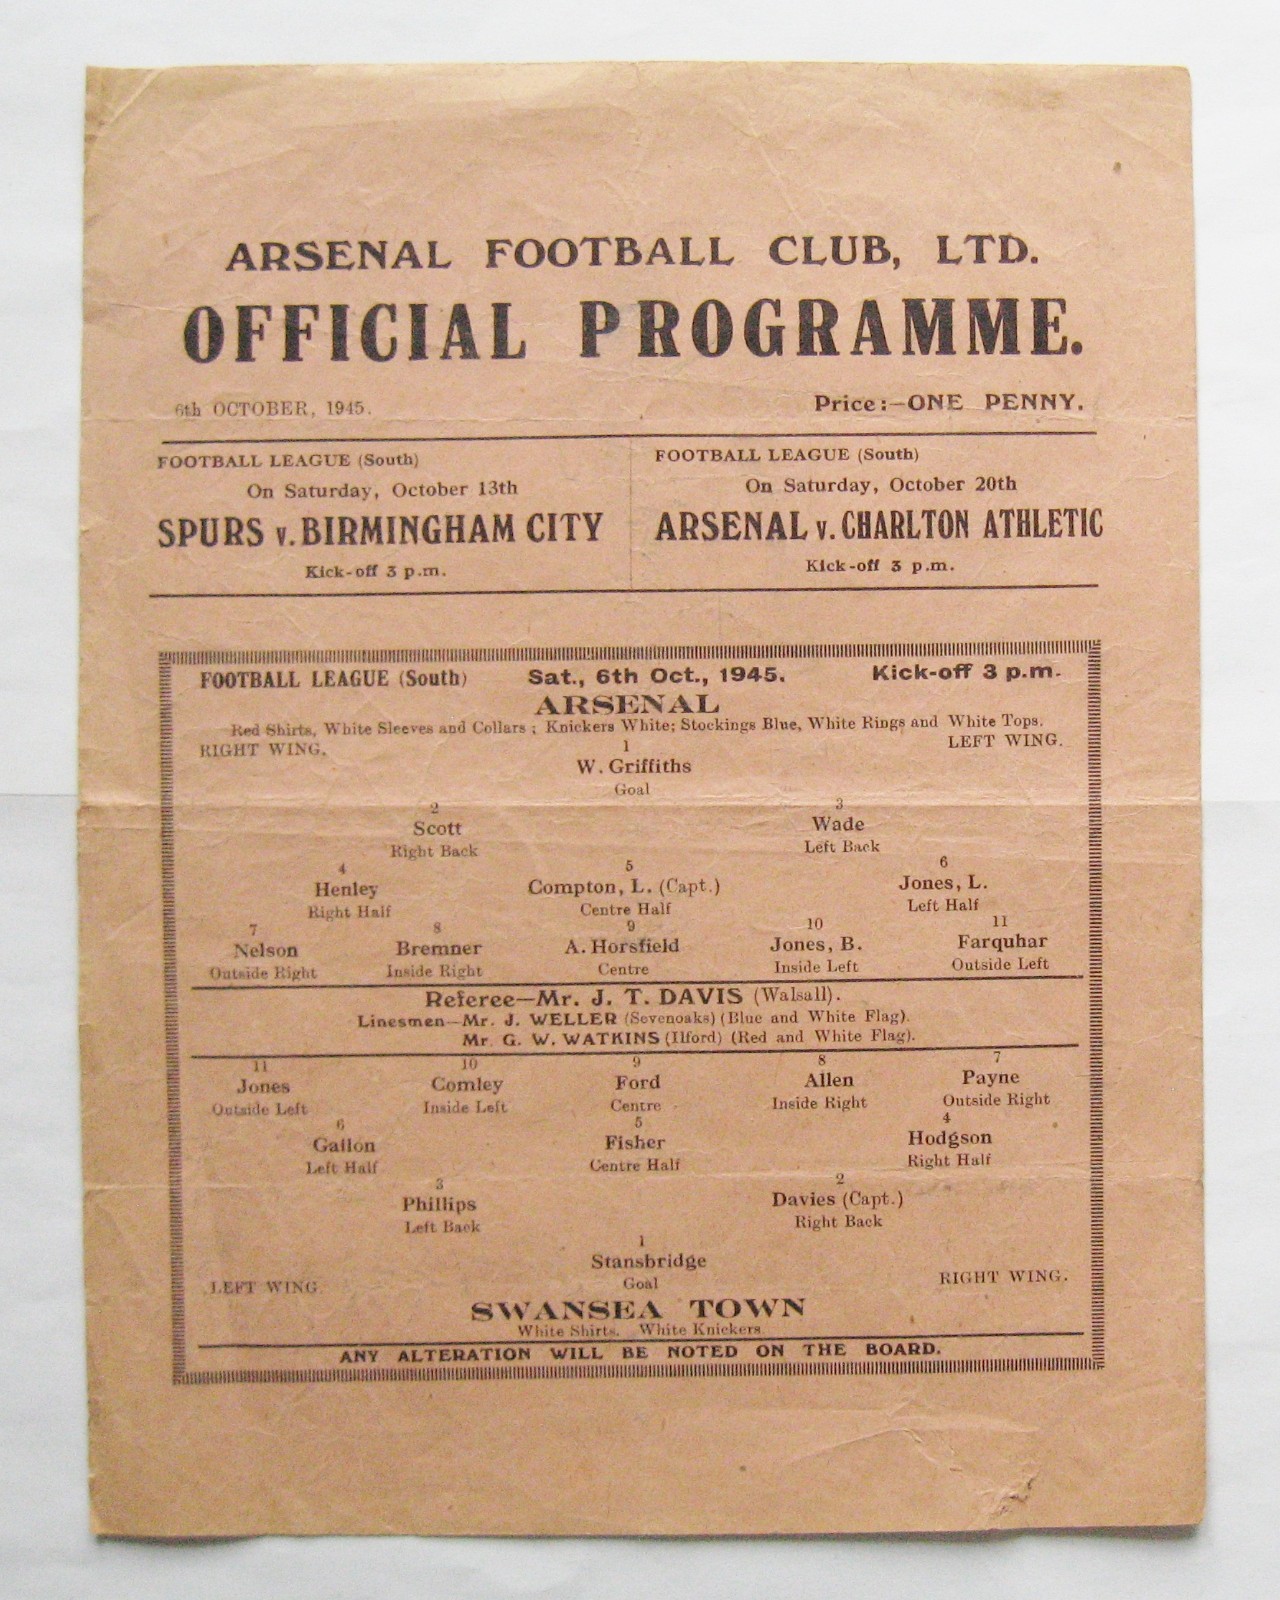 ARSENAL FOOTBALL CLUB, LTD.
OFFICIAL PROGRAMME.
6th OCTOBER, 1945. Price:—ONE PENNY.
FOOTBALL LEAGUE (South)
On Saturday, October 13th
SPURS v. BIRMINGHAM CITY
Kick-off 3 p.m.
FOOTBALL LEAGUE (South)
On Saturday, October 20th
ARSENAL v. CHARLTON ATHLETIC
Kick-off 3 p.m.
FOOTBALL LEAGUE (South) Sat., 6th Oct., 1945. Kick-off 3 p.m.
ARSENAL
Red Shirts, White Sleeves and Collars; Knickers White; Stockings Blue, White Rings and White Tops.
RIGHT WING. 1 LEFT WING.
W. Griffiths
Goal
2 3
Scott Wade
Right Back Left Back
4 5 6
Henley Compton, L. (Capt.) Jones, L.
Right Half Centre Half Left Half
7 8 9 10 11
Nelson Bremner A. Horsfield Jones, B. Farquhar
Outside Right Inside Right Centre Inside Left Outside Left
Referee—Mr. J. T. DAVIS (Walsall).
Linesmen—Mr. J. WELLER (Sevenoaks) (Blue and White Flag).
Mr. G. W. WATKINS (Ilford) (Red and White Flag).
11 10 9 8 7
Jones Comley Ford Allen Payne
Outside Left Inside Left Centre Inside Right Outside Right
6 5 4
Gallon Fisher Hodgson
Left Half Centre Half Right Half
3 2
Phillips Davies (Capt.)
Left Back Right Back
1
Stansbridge
LEFT WING Goal RIGHT WING.
SWANSEA TOWN
White Shirts. White Knickers
ANY ALTERATION WILL BE NOTED ON THE BOARD.